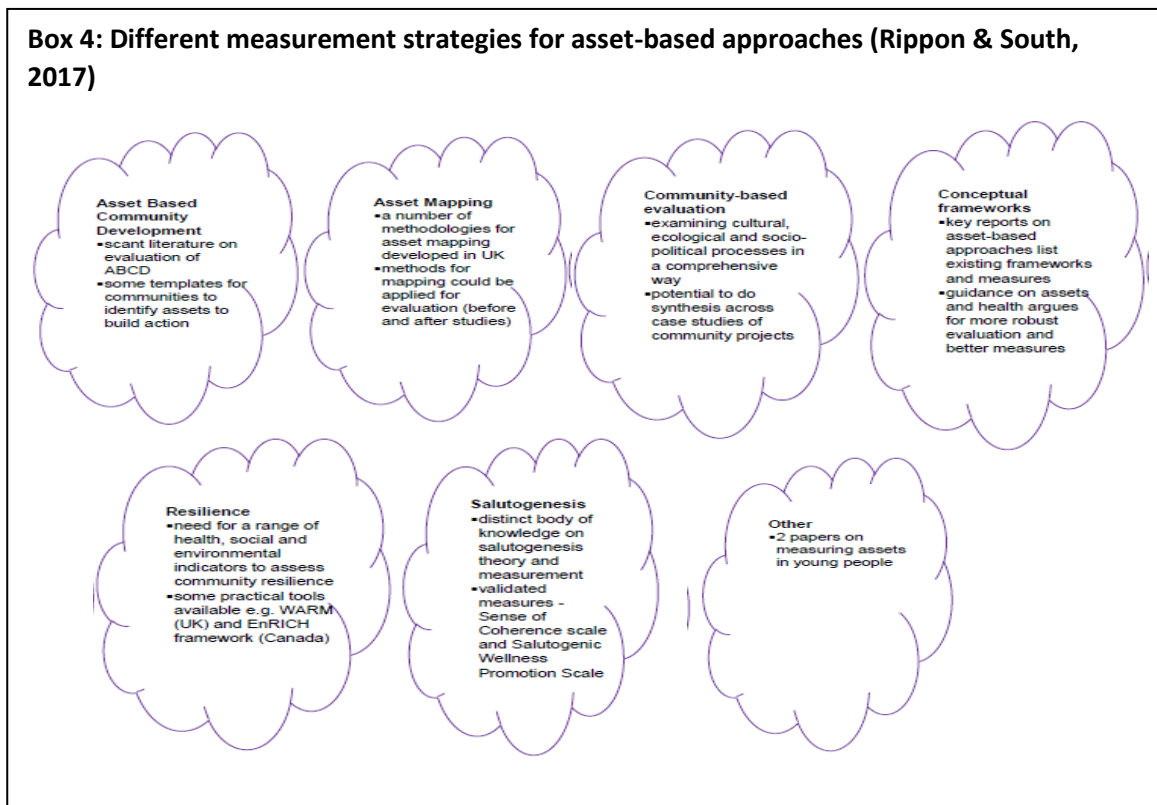 Box 4: Different measurement strategies for asset-based approaches (Rippon & South,
2017)
Asset Based
Community
Development
▪scant literature on
evaluation of
ABCD
▪some templates for
communities to
identify assets to
build action
Asset Mapping
▪a number of
methodologies for
asset mapping
developed in UK
▪methods for
mapping could be
applied for
evaluation (before
and after studies)
Community-based
evaluation
▪examining cultural,
ecological and socio-
political processes in
a comprehensive
way
▪potential to do
synthesis across
case studies of
community projects
Conceptual
frameworks
▪key reports on
asset-based
approaches list
existing frameworks
and measures
▪guidance on assets
and health argues
for more robust
evaluation and
better measures
Resilience
▪need for a range of
health, social and
environmental
indicators to assess
community resilience
▪some practical tools
available e.g. WARM
(UK) and EnRICH
framework (Canada)
Salutogenesis
▪distinct body of
knowledge on
salutogenesis
theory and
measurement
▪validated
measures -
Sense of
Coherence scale
and Salutogenic
Wellness
Promotion Scale
Other
▪2 papers on
measuring assets
in young people